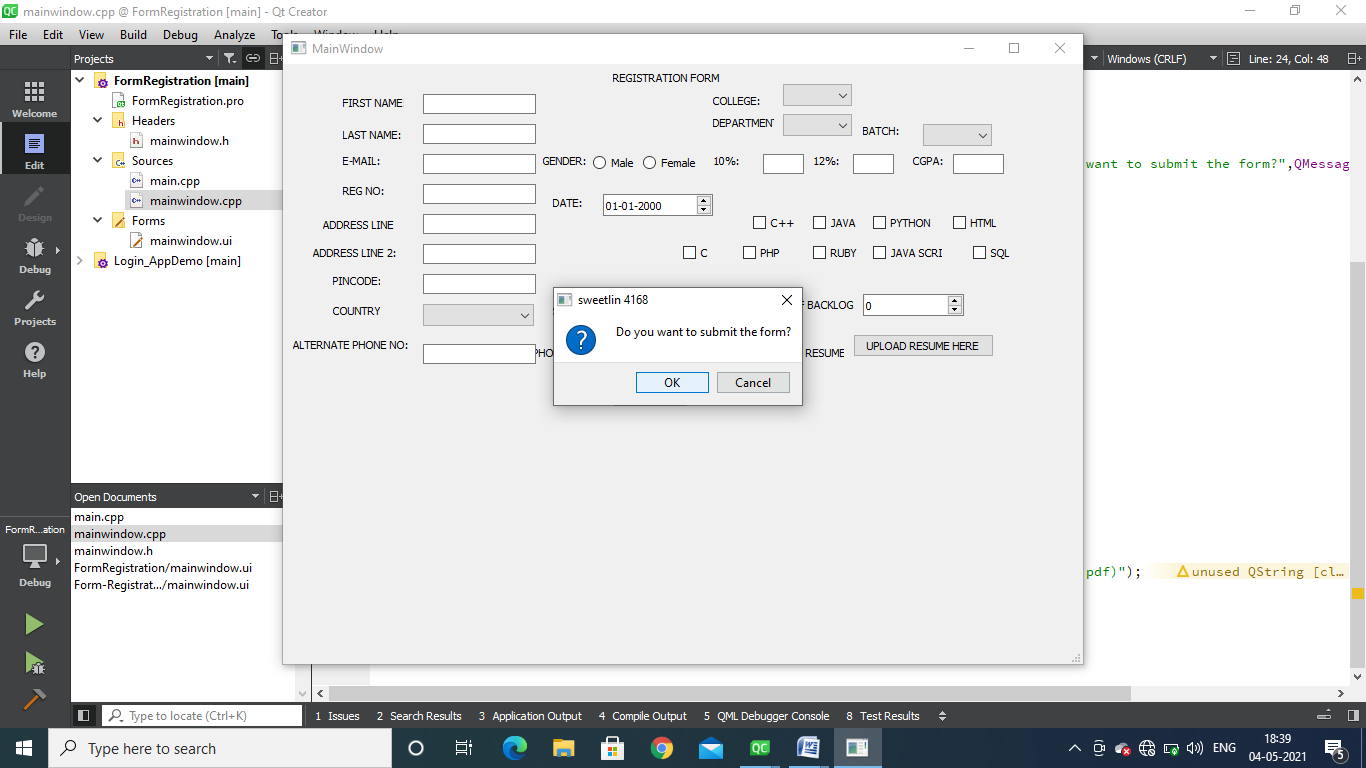 mainwindow.cpp @ FormRegistration [main] - Qt Creator
File Edit View Build Debug Analyze
MainWindow
Projects
Windows (CRLF)
Line: 24, Col: 48
Welcome
Edit
Design
Debug
Projects
Help
FormRegistration [main]
FormRegistration.pro
Headers
mainwindow.h
Sources
main.cpp
mainwindow.cpp
Forms
mainwindow.ui
Login_AppDemo [main]
REGISTRATION FORM
FIRST NAME
COLLEGE:
LAST NAME:
DEPARTMENT
BATCH:
E-MAIL:
GENDER: Male Female 10%: 12%: CGPA:
REG NO:
DATE: 01-01-2000
ADDRESS LINE
C++ JAVA PYTHON HTML
ADDRESS LINE 2:
C PHP RUBY JAVA SCRI SQL
PINCODE:
COUNTRY
BACKLOG 0
ALTERNATE PHONE NO:
RESUME UPLOAD RESUME HERE
sweetlin 4168
Do you want to submit the form?
OK Cancel
want to submit the form?",QMessag
pdf)");
unused QString [cl…
Open Documents
main.cpp
mainwindow.cpp
mainwindow.h
FormRegistration/mainwindow.ui
Form-Registrat.../mainwindow.ui
FormR...ation
Debug
Type to locate (Ctrl+K)
1 Issues 2 Search Results 3 Application Output 4 Compile Output 5 QML Debugger Console 8 Test Results
Type here to search
ENG
18:39
04-05-2021
5